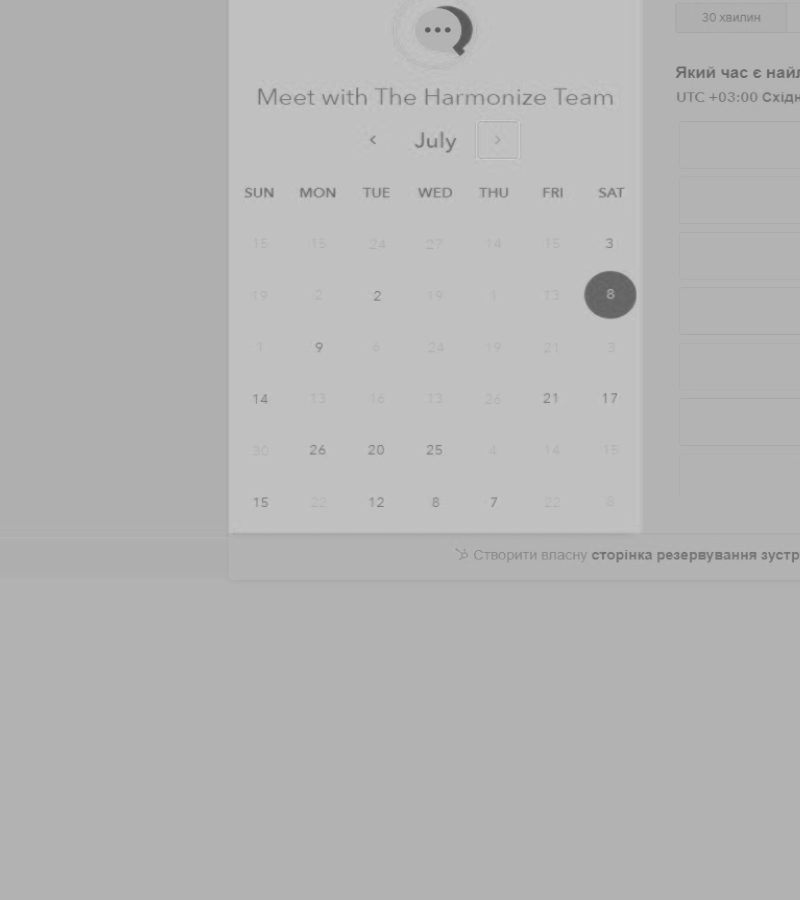 30 хвилин
Який час є най
UTC +03:00 Східн
Meet with The Harmonize Team
July
SUN MON TUE WED THU FRI SAT
15 15 24 27 14 15 3
19 2 2 19 1 13 8
1 9 6 24 19 21 3
14 13 16 13 26 21 17
30 26 20 25 4 14 15
15 22 12 8 7 22 8
Створити власну сторінка резервування зустр